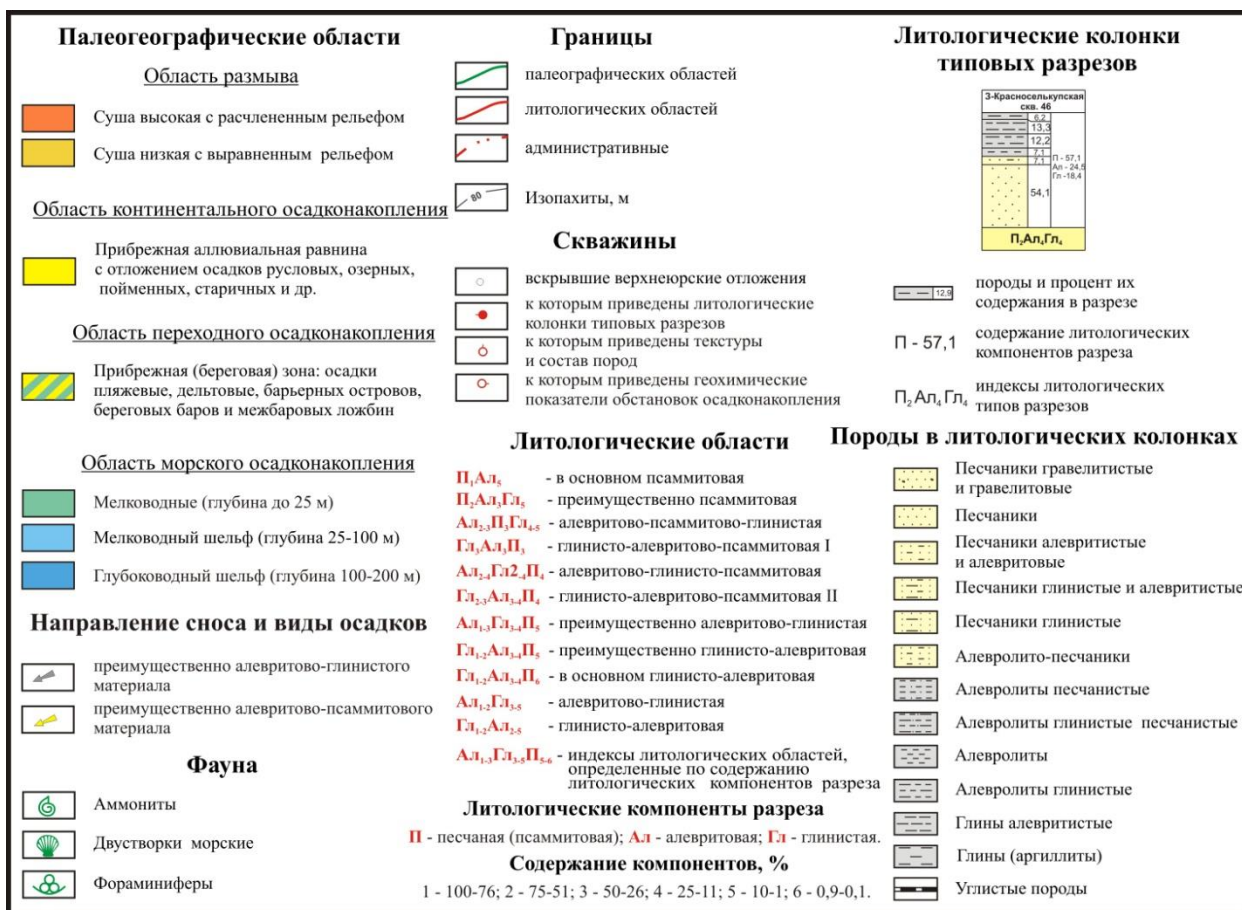 Палеогеографические области
Область размыва
Суша высокая с расчлененным рельефом
Суша низкая с выравненным рельефом
Область континентального осадконакопления
Прибрежная аллювиальная равнина
с отложением осадков русловых, озерных,
пойменных, старичных и др.
Область переходного осадконакопления
Прибрежная (береговая) зона: осадки
пляжевые, дельтовые, барьерных островов,
береговых баров и межбаровых ложбин
Область морского осадконакопления
Мелководные (глубина до 25 м)
Мелководный шельф (глубина 25-100 м)
Глубоководный шельф (глубина 100-200 м)
Направление сноса и виды осадков
преимущественно алевритово-глинистого
материала
преимущественно алевритово-псаммитового
материала
Фауна
Аммониты
Двустворки морские
Фораминиферы
Границы
палеографических областей
литологических областей
административные
80
Изопахиты, м
Скважины
вскрывшие верхнеюрские отложения
к которым приведены литологические
колонки типовых разрезов
к которым приведены текстуры
и состав пород
к которым приведены геохимические
показатели обстановок осадконакопления
Литологические области
П₁Ал₅ - в основном псаммитовая
П₂Ал₃Гл₅ - преимущественно псаммитовая
Ал₂₋₃П₃Гл₄₋₅ - алевритово-псаммитово-глинистая
Гл₃Ал₃П₃ - глинисто-алевритово-псаммитовая I
Ал₂₋₄Гл2₋₄П₄ - алевритово-глинисто-псаммитовая
Гл₂₋₃Ал₃₋₄П₄ - глинисто-алевритово-псаммитовая II
Ал₁₋₃Гл₃₋₄П₅ - преимущественно алевритово-глинистая
Гл₁₋₂Ал₃₋₄П₅ - преимущественно глинисто-алевритовая
Гл₁₋₂Ал₃₋₄П₆ - в основном глинисто-алевритовая
Ал₁₋₂Гл₃₋₅ - алевритово-глинистая
Гл₁₋₂Ал₂₋₅ - глинисто-алевритовая
Ал₁₋₃Гл₃₋₅П₅₋₆ - индексы литологических областей,
определенные по содержанию
литологических компонентов разреза
Литологические компоненты разреза
П - песчаная (псаммитовая); Ал - алевритовая; Гл - глинистая.
Содержание компонентов, %
1 - 100-76; 2 - 75-51; 3 - 50-26; 4 - 25-11; 5 - 10-1; 6 - 0,9-0,1.
Литологические колонки
типовых разрезов
З-Красноселькупская
скв. 46
6,2
13,3
12,2
7,1
7,1
54,1
П - 57,1
Ал - 24,5
Гл -18,4
П₂Ал₄Гл₄
12,9
породы и процент их
содержания в разрезе
П - 57,1
содержание литологических
компонентов разреза
П₂Ал₄Гл₄
индексы литологических
типов разрезов
Породы в литологических колонках
Песчаники гравелитистые
и гравелитовые
Песчаники
Песчаники алевритистые
и алевритовые
Песчаники глинистые и алевритистые
Песчаники глинистые
Алевролито-песчаники
Алевролиты песчанистые
Алевролиты глинистые песчанистые
Алевролиты
Алевролиты глинистые
Глины алевритистые
Глины (аргиллиты)
Углистые породы